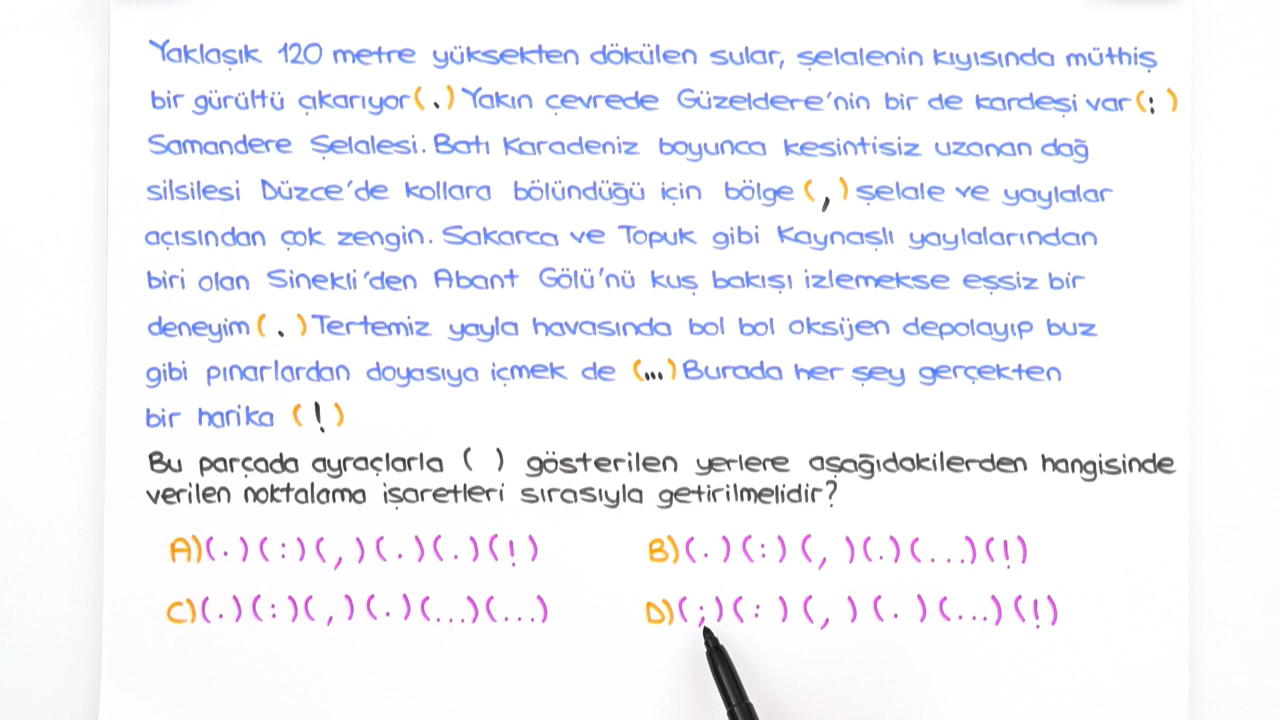 Yaklaşık 120 metre yüksekten dökülen sular, şelalenin kıyısında müthiş
bir gürültü çıkarıyor(.) Yakın çevrede Güzeldere'nin bir de kardeşi var(:)
Samandere Şelalesi. Batı Karadeniz boyunca kesintisiz uzanan dağ
silsilesi Düzce'de kollara bölündüğü için bölge (,) şelale ve yaylalar
açısından çok zengin. Sakarca ve Topuk gibi Kaynaşlı yaylalarından
biri olan Sinekli'den Abant Gölü'nü kuş bakışı izlemekse eşsiz bir
deneyim (.) Tertemiz yayla havasında bol bol oksijen depolayıp buz
gibi pınarlardan doyasıya içmek de (...) Burada her şey gerçekten
bir harika (!)
Bu parçada ayraçlarla ( ) gösterilen yerlere aşağıdakilerden hangisinde
verilen noktalama işaretleri sırasıyla getirilmelidir?
A)(.)(:)(,)(.)(.)(!)
B)(.)(:)(,)(.)(...)(!)
C)(.)(:)(,)(.)(...)(...)
D)(;)(:)(,)(.)(...)(!)